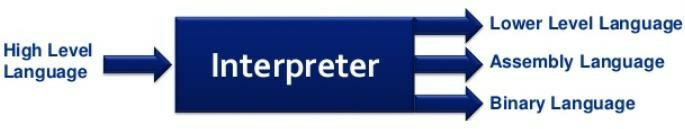 High Level
Language
Interpreter
Lower Level Language
Assembly Language
Binary Language